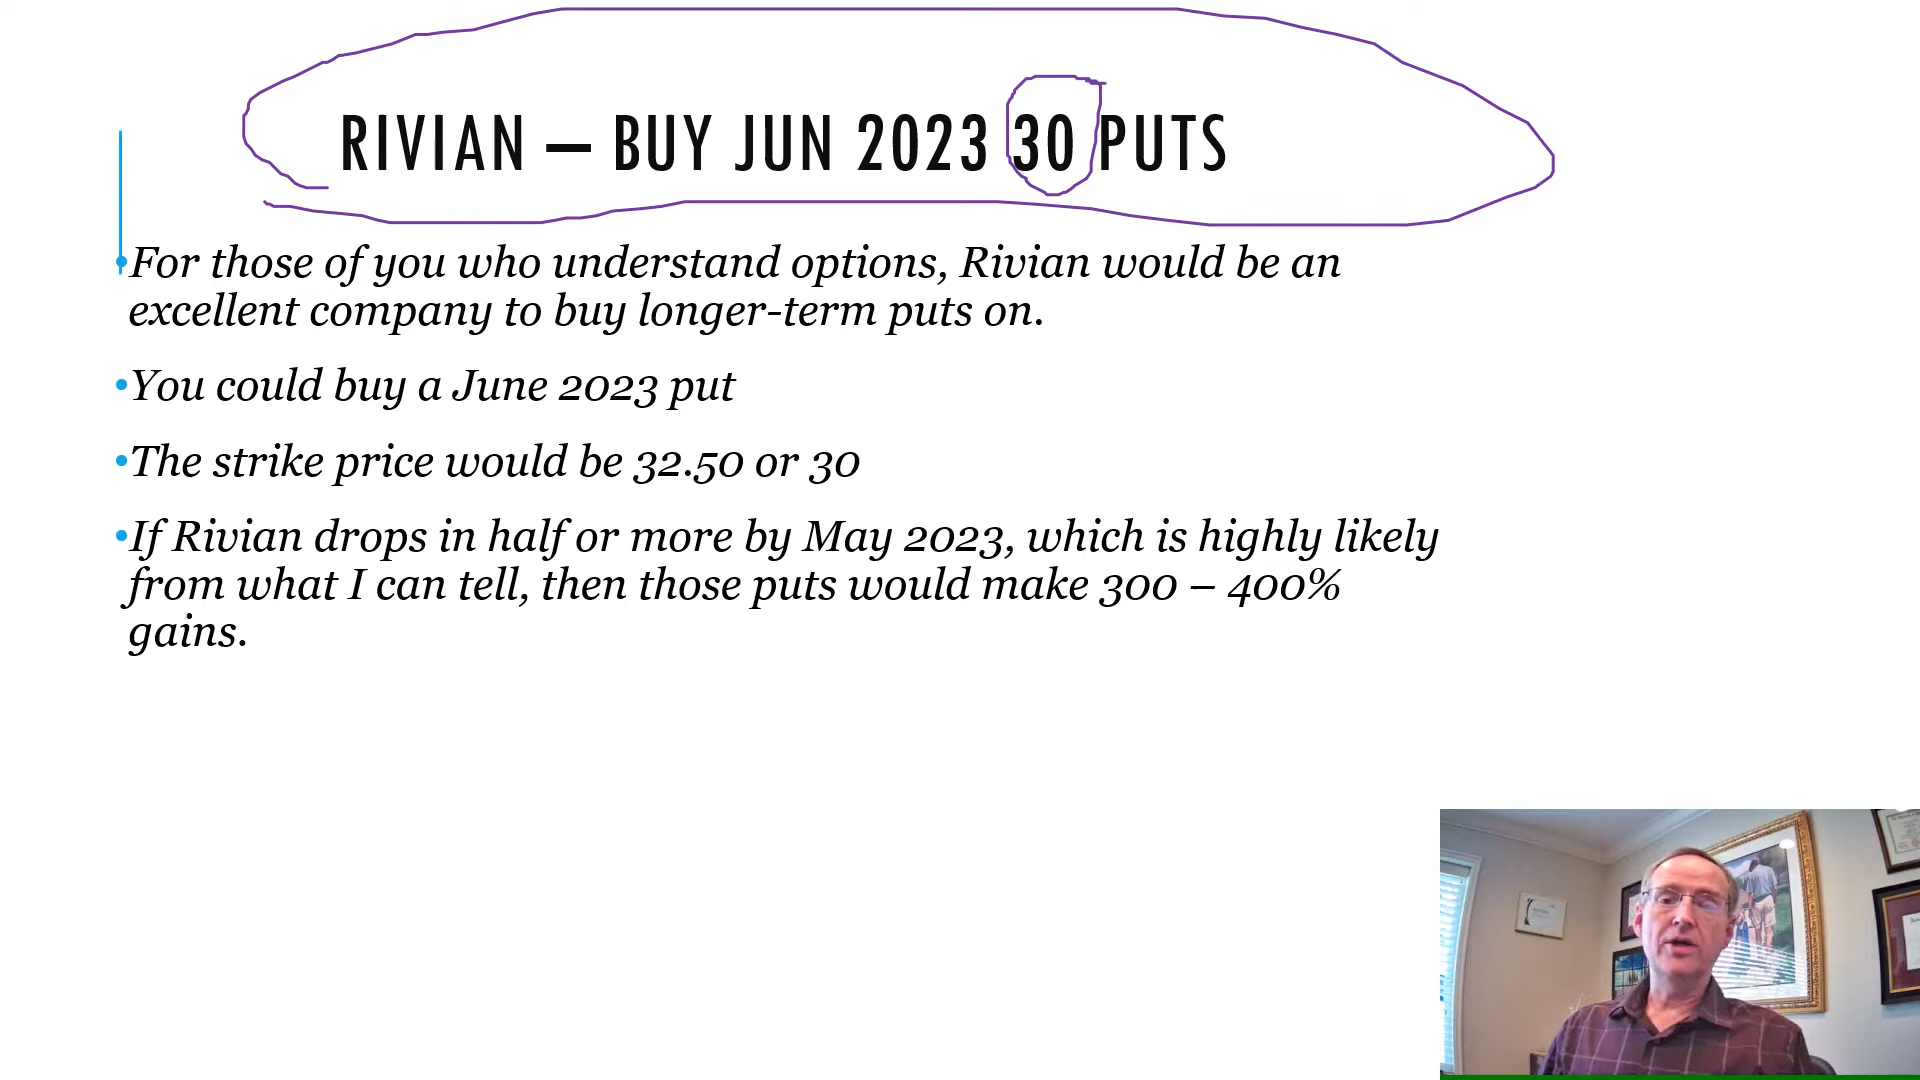 RIVIAN – BUY JUN 2023 30 PUTS
•For those of you who understand options, Rivian would be an
excellent company to buy longer-term puts on.
•You could buy a June 2023 put
•The strike price would be 32.50 or 30
•If Rivian drops in half or more by May 2023, which is highly likely
from what I can tell, then those puts would make 300 – 400%
gains.